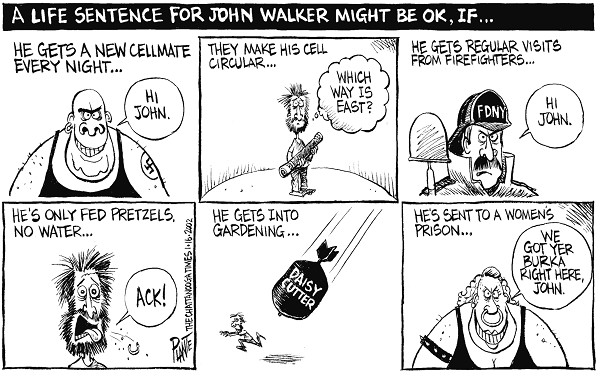 A LIFE SENTENCE FOR JOHN WALKER MIGHT BE OK, IF...
HE GETS A NEW CELLMATE
EVERY NIGHT...
HI
JOHN.
THEY MAKE HIS CELL
CIRCULAR...
WHICH
WAY IS
EAST?
HE GETS REGULAR VISITS
FROM FIREFIGHTERS...
FDNY
HI
JOHN.
HE'S ONLY FED PRETZELS,
NO WATER...
ACK!
THE CHATTANOOGA TIMES 1-16-2002
PLANTE
HE GETS INTO
GARDENING...
DAISY
CUTTER
HE'S SENT TO A WOMEN'S
PRISON...
WE
GOT YER
BURKA
RIGHT HERE,
JOHN.